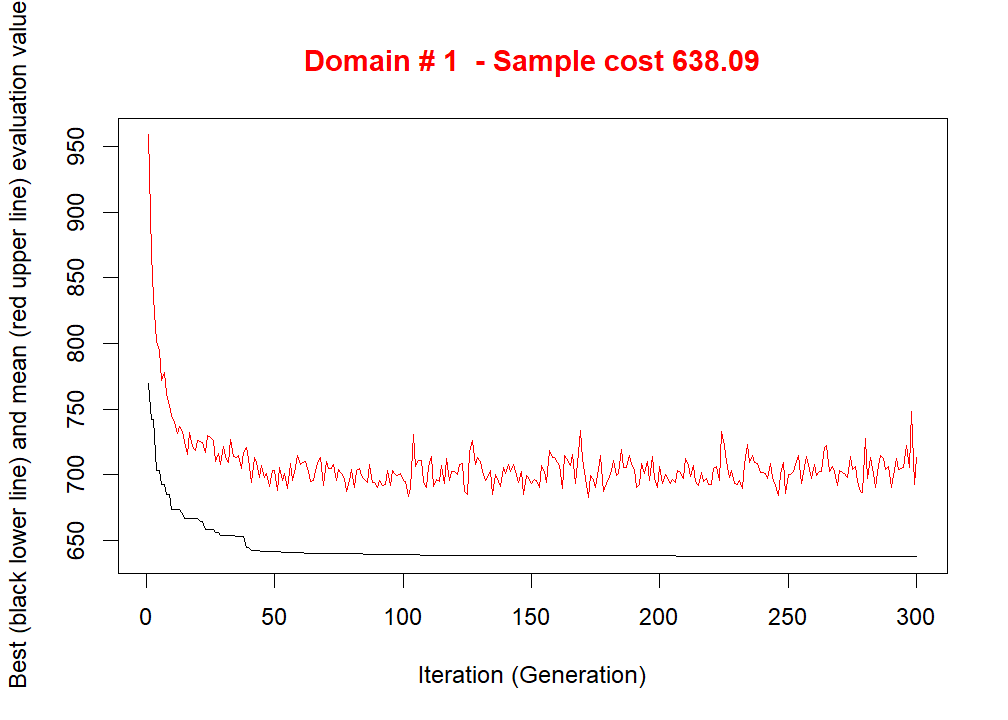 Domain # 1  - Sample cost 638.09
Best (black lower line) and mean (red upper line) evaluation value
950
900
850
800
750
700
650
0 50 100 150 200 250 300
Iteration (Generation)